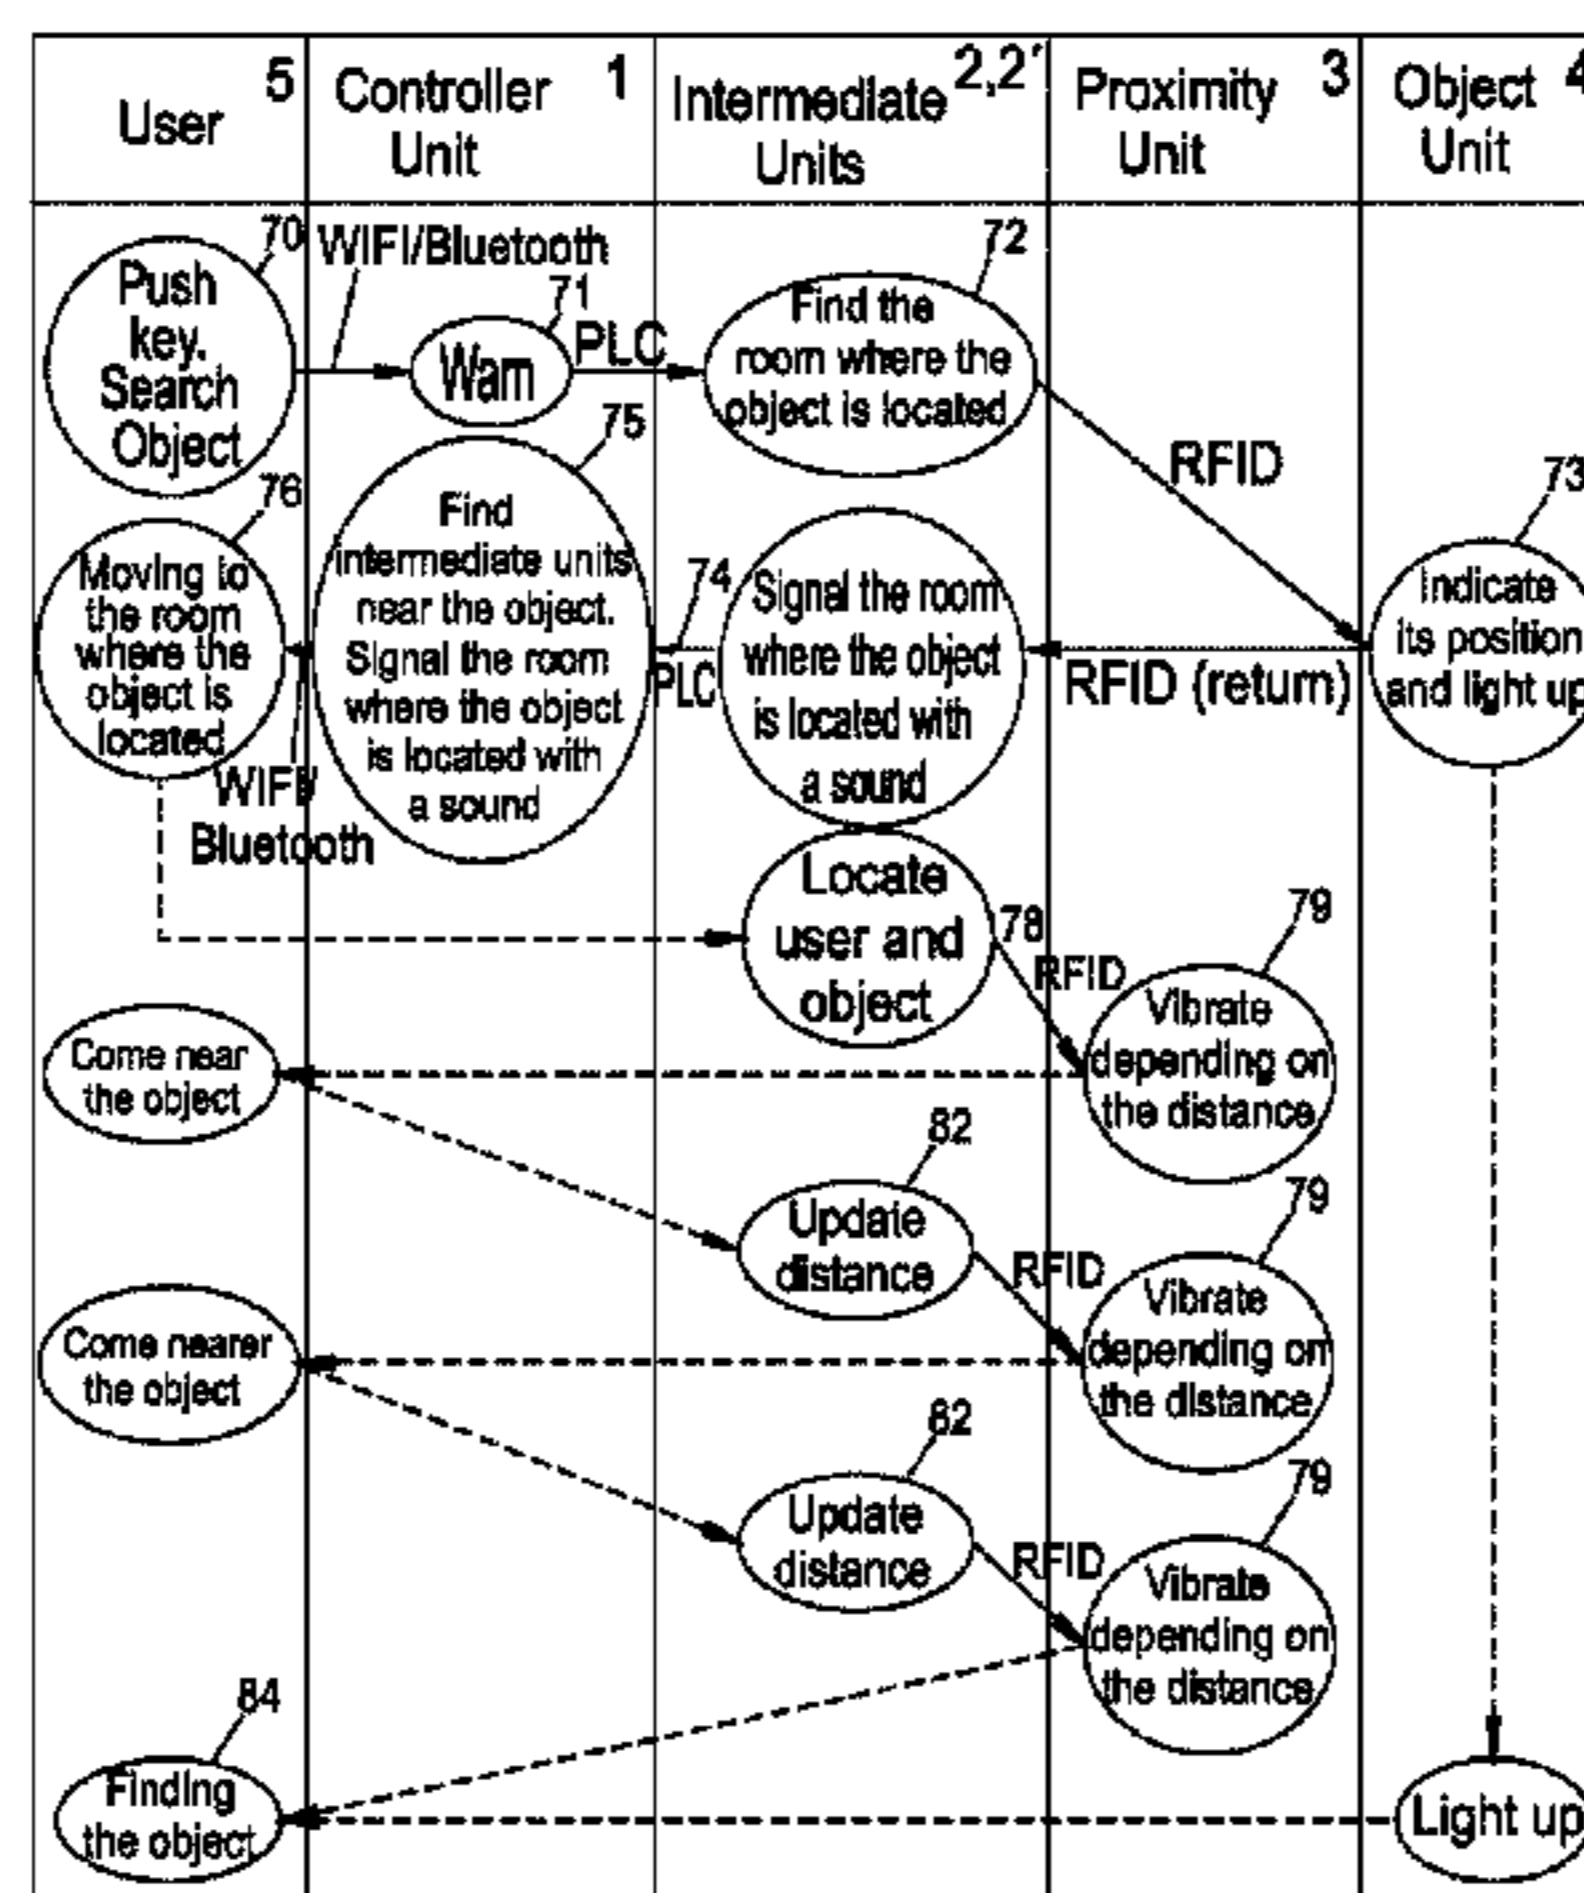 User 5
Controller 1
Unit
Intermediate 2,2'
Units
Proximity 3
Unit
Object 4
Unit
70
Push
key.
Search
Object
WIFI/Bluetooth
71
Warn
PLC
72
Find the
room where the
object is located
RFID
73
Indicate
its position
and light up
RFID (return)
Signal the room
where the object
is located with
a sound
74
PLC
75
Find
intermediate units
near the object.
Signal the room
where the object
is located with
a sound
WIFI/
Bluetooth
76
Moving to
the room
where the
object is
located
Locate
user and
object
78
RFID
79
Vibrate
depending on
the distance
Come near
the object
82
Update
distance
RFID
79
Vibrate
depending on
the distance
Come nearer
the object
82
Update
distance
RFID
79
Vibrate
depending on
the distance
84
Finding
the object
Light up